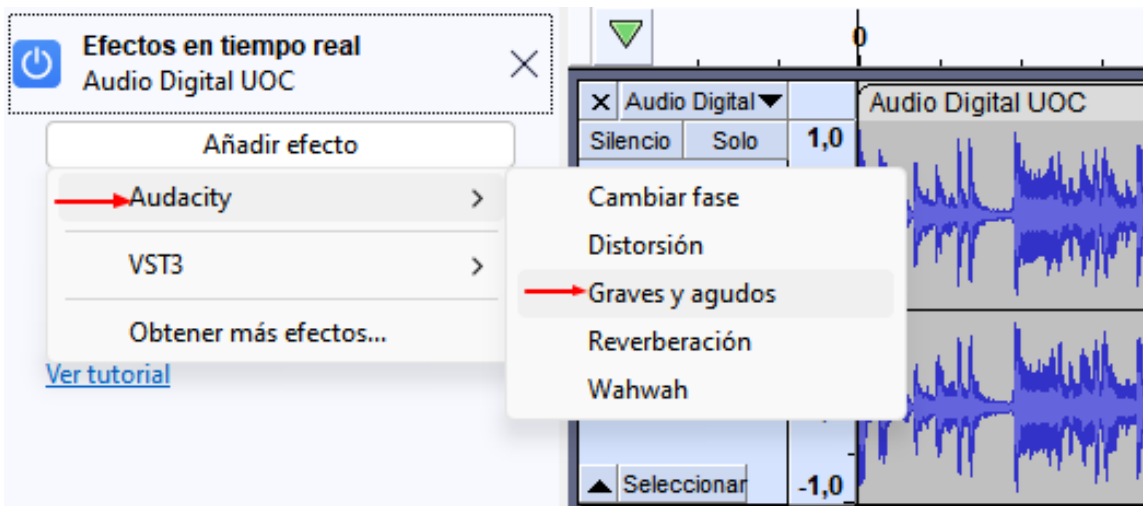 Efectos en tiempo real
Audio Digital UOC
Añadir efecto
Audacity
VST3
Obtener más efectos...
Ver tutorial
Cambiar fase
Distorsión
Graves y agudos
Reverberación
Wahwah
0
Audio Digital
Audio Digital UOC
Silencio Solo
1,0
Seleccionar
-1,0